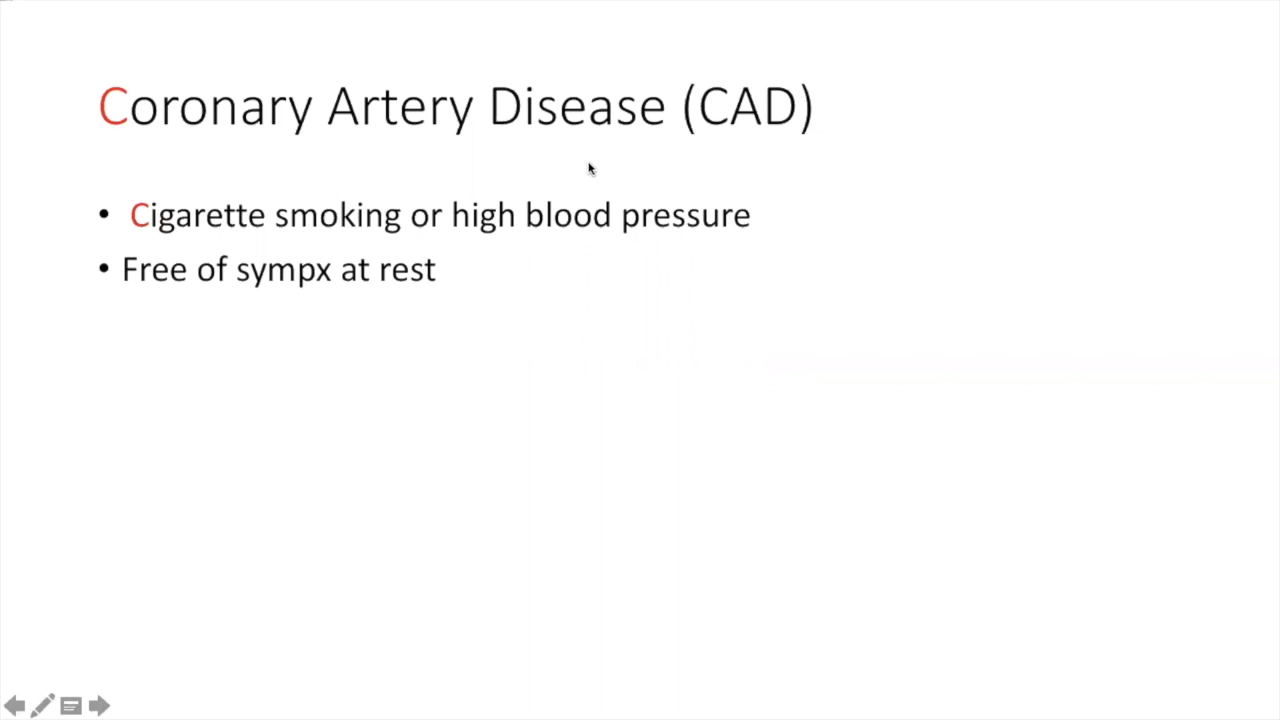 Coronary Artery Disease (CAD)
• Cigarette smoking or high blood pressure
• Free of sympx at rest